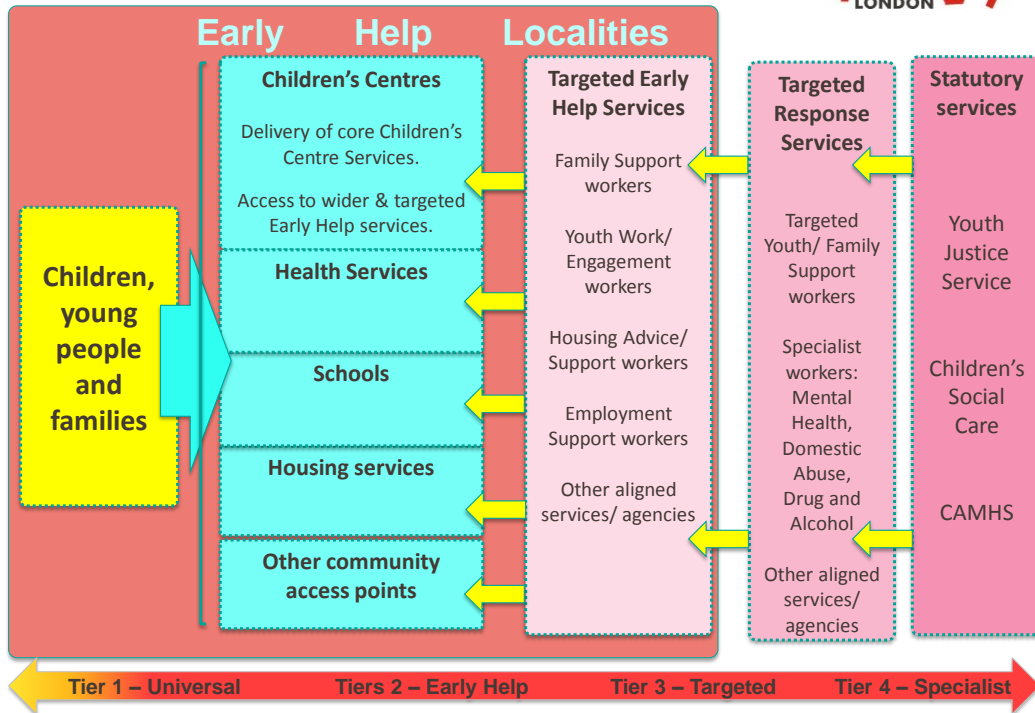 LONDON
Early Help Localities
Children,
young
people
and
families
Children’s Centres
Delivery of core Children’s
Centre Services.
Access to wider & targeted
Early Help services.
Health Services
Schools
Housing services
Other community
access points
Targeted Early
Help Services
Family Support
workers
Youth Work/
Engagement
workers
Housing Advice/
Support workers
Employment
Support workers
Other aligned
services/ agencies
Targeted
Response
Services
Targeted
Youth/ Family
Support
workers
Specialist
workers:
Mental
Health,
Domestic
Abuse,
Drug and
Alcohol
Other aligned
services/
agencies
Statutory
services
Youth
Justice
Service
Children’s
Social
Care
CAMHS
Tier 1 – Universal
Tiers 2 – Early Help
Tier 3 – Targeted
Tier 4 – Specialist